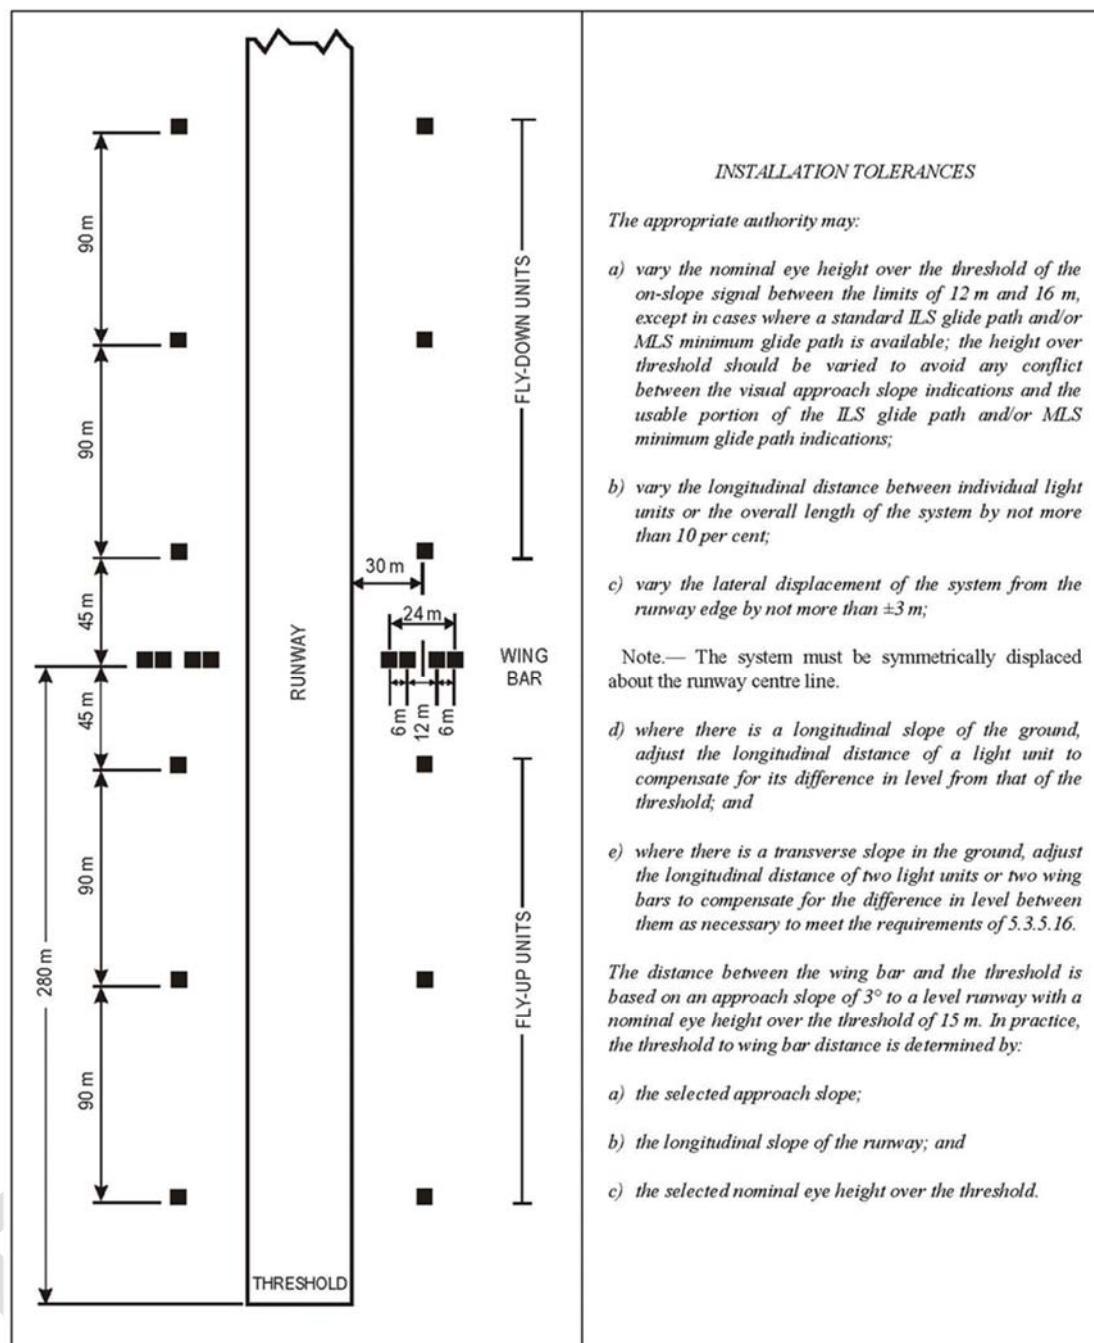 90 m
90 m
45 m
45 m
90 m
90 m
280 m
RUNWAY
THRESHOLD
30 m
24 m
6 m
12 m
6 m
FLY-DOWN UNITS
WING
BAR
FLY-UP UNITS
INSTALLATION TOLERANCES
The appropriate authority may:
a) vary the nominal eye height over the threshold of the
on-slope signal between the limits of 12 m and 16 m,
except in cases where a standard ILS glide path and/or
MLS minimum glide path is available; the height over
threshold should be varied to avoid any conflict
between the visual approach slope indications and the
usable portion of the ILS glide path and/or MLS
minimum glide path indications;
b) vary the longitudinal distance between individual light
units or the overall length of the system by not more
than 10 per cent;
c) vary the lateral displacement of the system from the
runway edge by not more than ±3 m;
Note.— The system must be symmetrically displaced
about the runway centre line.
d) where there is a longitudinal slope of the ground,
adjust the longitudinal distance of a light unit to
compensate for its difference in level from that of the
threshold; and
e) where there is a transverse slope in the ground, adjust
the longitudinal distance of two light units or two wing
bars to compensate for the difference in level between
them as necessary to meet the requirements of 5.3.5.16.
The distance between the wing bar and the threshold is
based on an approach slope of 3° to a level runway with a
nominal eye height over the threshold of 15 m. In practice,
the threshold to wing bar distance is determined by:
a) the selected approach slope;
b) the longitudinal slope of the runway; and
c) the selected nominal eye height over the threshold.